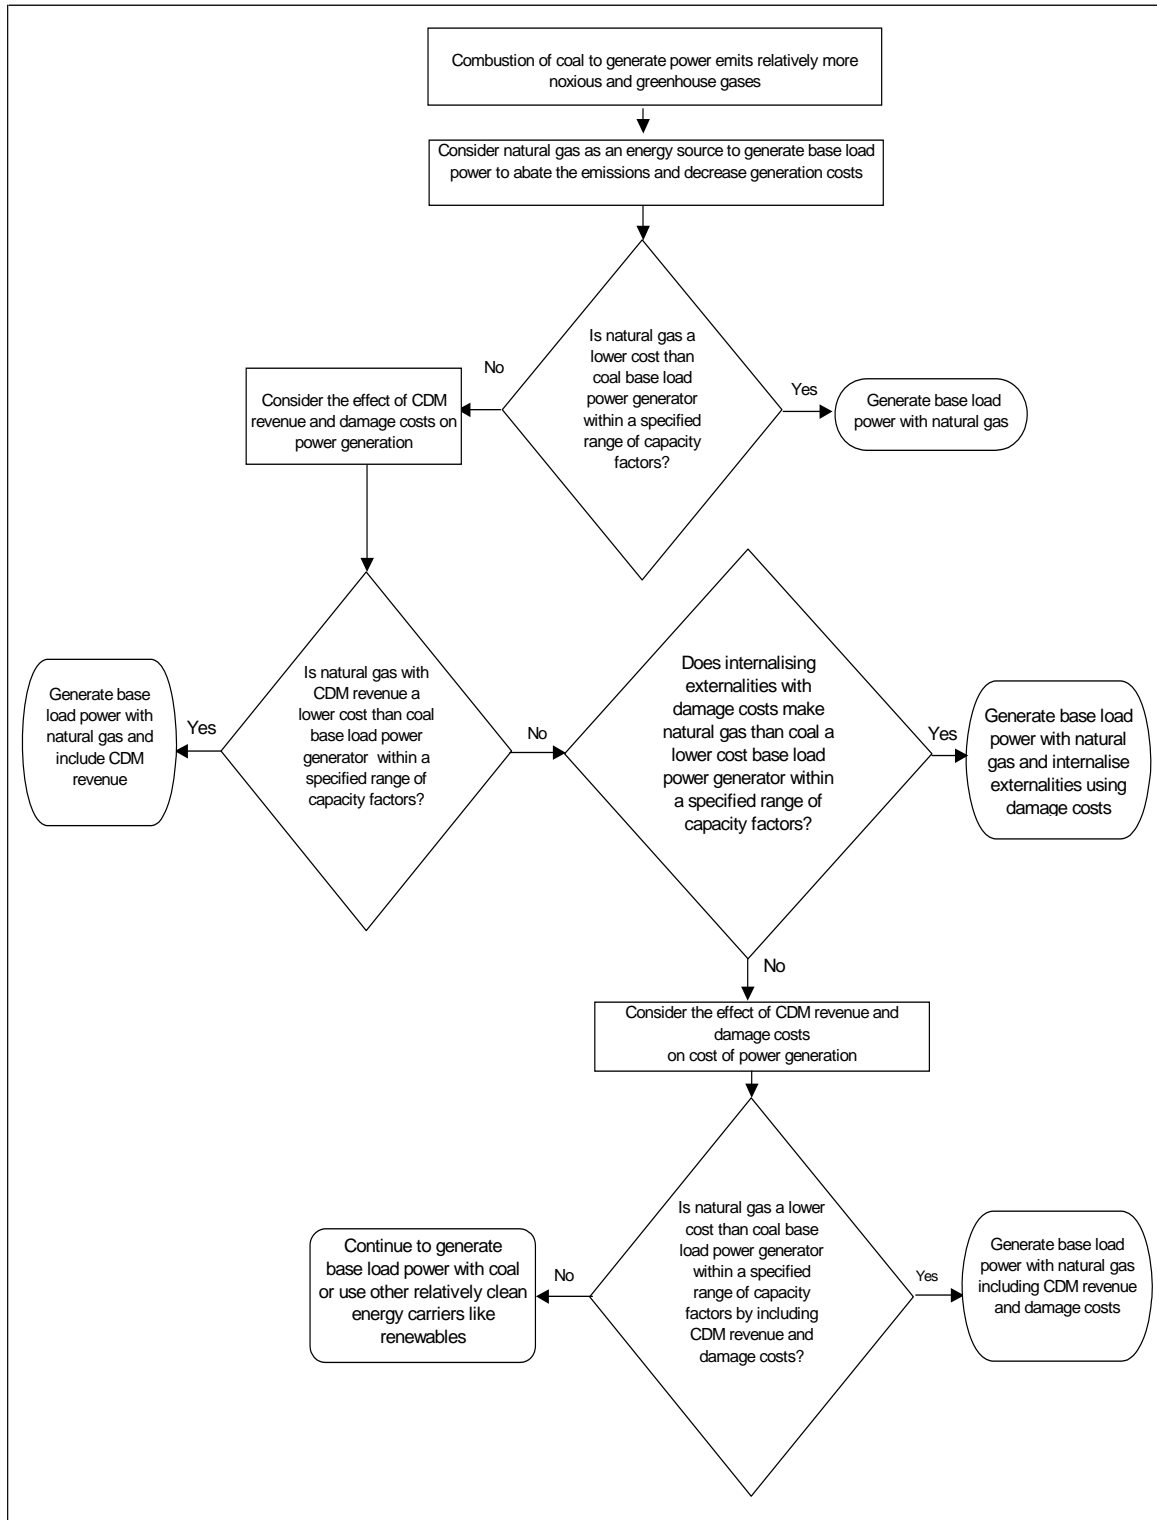 Combustion of coal to generate power emits relatively more
noxious and greenhouse gases
Consider natural gas as an energy source to generate base load
power to abate the emissions and decrease generation costs
Is natural gas a
lower cost than
coal base load
power generator
within a specified
range of capacity
factors?
No
Yes
Consider the effect of CDM
revenue and damage costs on
power generation
Generate base load
power with natural gas
Is natural gas with
CDM revenue a
lower cost than coal
base load power
generator within a
specified range of
capacity factors?
Yes
Generate base
load power with
natural gas and
include CDM
revenue
No
Does internalising
externalities with
damage costs make
natural gas than coal a
lower cost base load
power generator within
a specified range of
capacity factors?
Yes
Generate base load
power with natural
gas and internalise
externalities using
damage costs
No
Consider the effect of CDM revenue and
damage costs
on cost of power generation
Is natural gas a lower
cost than coal base
load power generator
within a specified
range of capacity
factors by including
CDM revenue and
damage costs?
No
Continue to generate
base load power with coal
or use other relatively clean
energy carriers like
renewables
Yes
Generate base load
power with natural gas
including CDM revenue
and damage costs